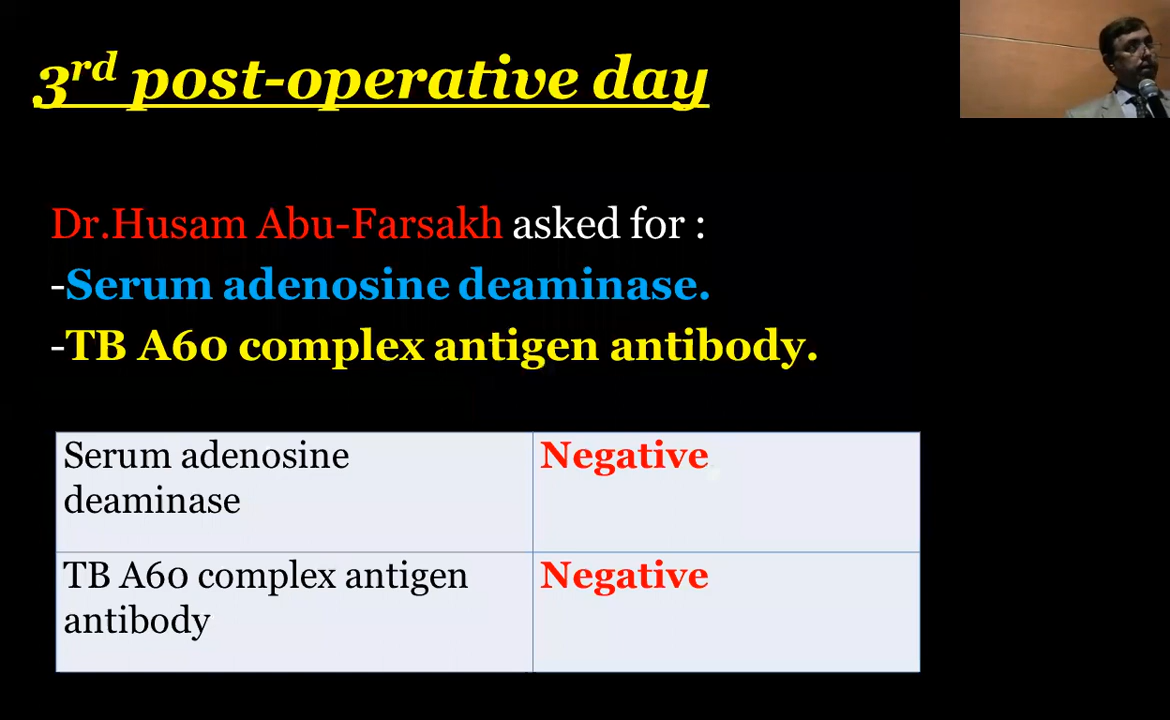 3rd post-operative day
Dr.Husam Abu-Farsakh asked for :
-Serum adenosine deaminase.
-TB A60 complex antigen antibody.
Serum adenosine
deaminase
Negative
TB A60 complex antigen
antibody
Negative